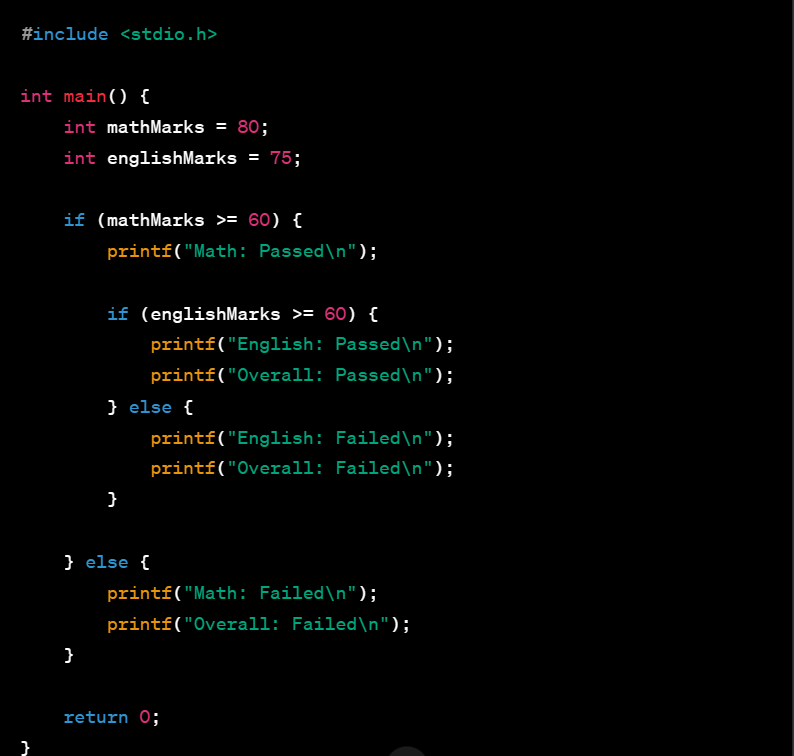 #include <stdio.h>
int main() {
    int mathMarks = 80;
    int englishMarks = 75;
    if (mathMarks >= 60) {
        printf("Math: Passed\n");
        if (englishMarks >= 60) {
            printf("English: Passed\n");
            printf("Overall: Passed\n");
        } else {
            printf("English: Failed\n");
            printf("Overall: Failed\n");
        }
    } else {
        printf("Math: Failed\n");
        printf("Overall: Failed\n");
    }
    return 0;
}